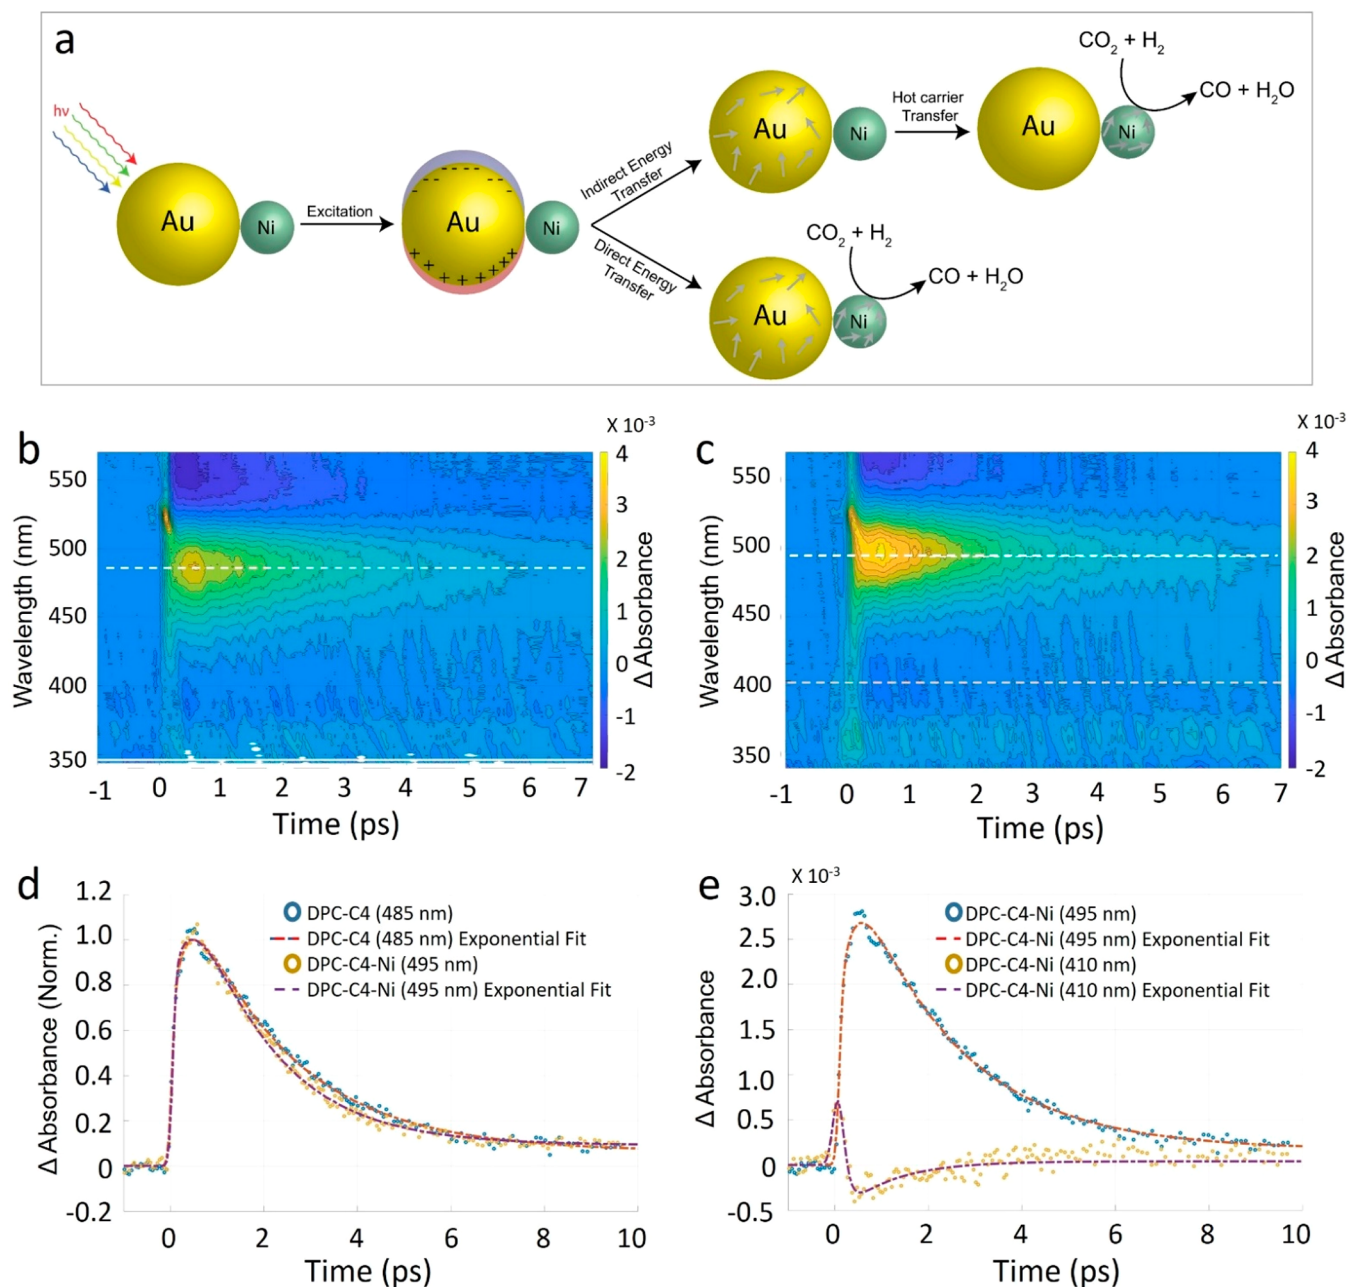 a
hν
Au
Ni
Excitation
Au
Ni
Indirect Energy
Transfer
Direct Energy
Transfer
Au
Ni
Hot carrier
Transfer
Au
Ni
CO2 + H2
CO + H2O
Au
Ni
CO2 + H2
CO + H2O
b
X 10-3
Wavelength (nm)
550
500
450
400
350
-1 0 1 2 3 4 5 6 7
Time (ps)
4
3
2
1
0
-1
-2
Δ Absorbance
c
X 10-3
Wavelength (nm)
550
500
450
400
350
-1 0 1 2 3 4 5 6 7
Time (ps)
4
3
2
1
0
-1
-2
Δ Absorbance
d
Δ Absorbance (Norm.)
1.2
1.0
0.8
0.6
0.4
0.2
0
-0.2
DPC-C4 (485 nm)
DPC-C4 (485 nm) Exponential Fit
DPC-C4-Ni (495 nm)
DPC-C4-Ni (495 nm) Exponential Fit
0 2 4 6 8 10
Time (ps)
e
X 10-3
Δ Absorbance
3.0
2.5
2.0
1.5
1.0
0.5
0
-0.5
DPC-C4-Ni (495 nm)
DPC-C4-Ni (495 nm) Exponential Fit
DPC-C4-Ni (410 nm)
DPC-C4-Ni (410 nm) Exponential Fit
0 2 4 6 8 10
Time (ps)